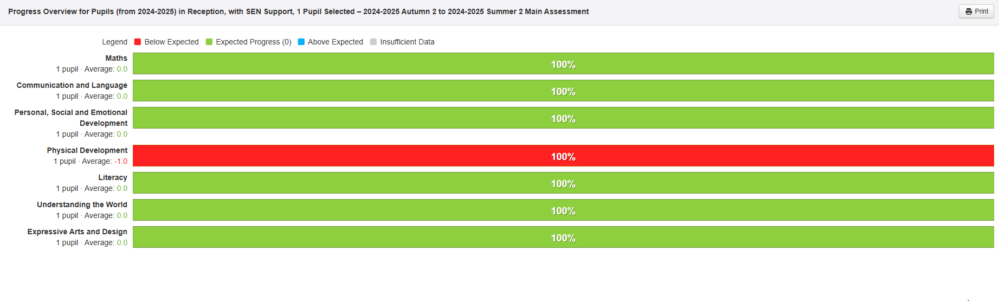 Progress Overview for Pupils (from 2024-2025) in Reception, with SEN Support, 1 Pupil Selected – 2024-2025 Autumn 2 to 2024-2025 Summer 2 Main Assessment
Print
Legend Below Expected Expected Progress (0) Above Expected Insufficient Data
Maths
1 pupil · Average: 0.0
100%
Communication and Language
1 pupil · Average: 0.0
100%
Personal, Social and Emotional
Development
1 pupil · Average: 0.0
100%
Physical Development
1 pupil · Average: -1.0
100%
Literacy
1 pupil · Average: 0.0
100%
Understanding the World
1 pupil · Average: 0.0
100%
Expressive Arts and Design
1 pupil · Average: 0.0
100%